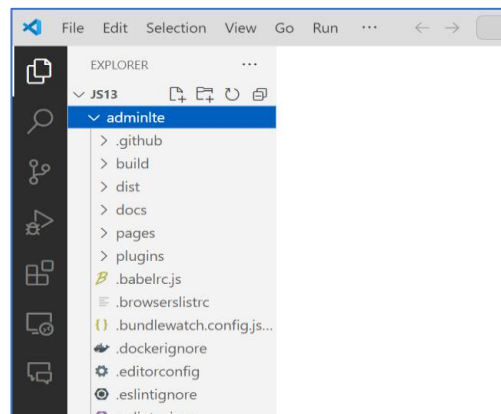 File Edit Selection View Go Run ···
EXPLORER ···
JS13
adminlte
.github
build
dist
docs
pages
plugins
.babelrc.js
.browserslistrc
.bundlewatch.config.js...
.dockerignore
.editorconfig
.eslintignore